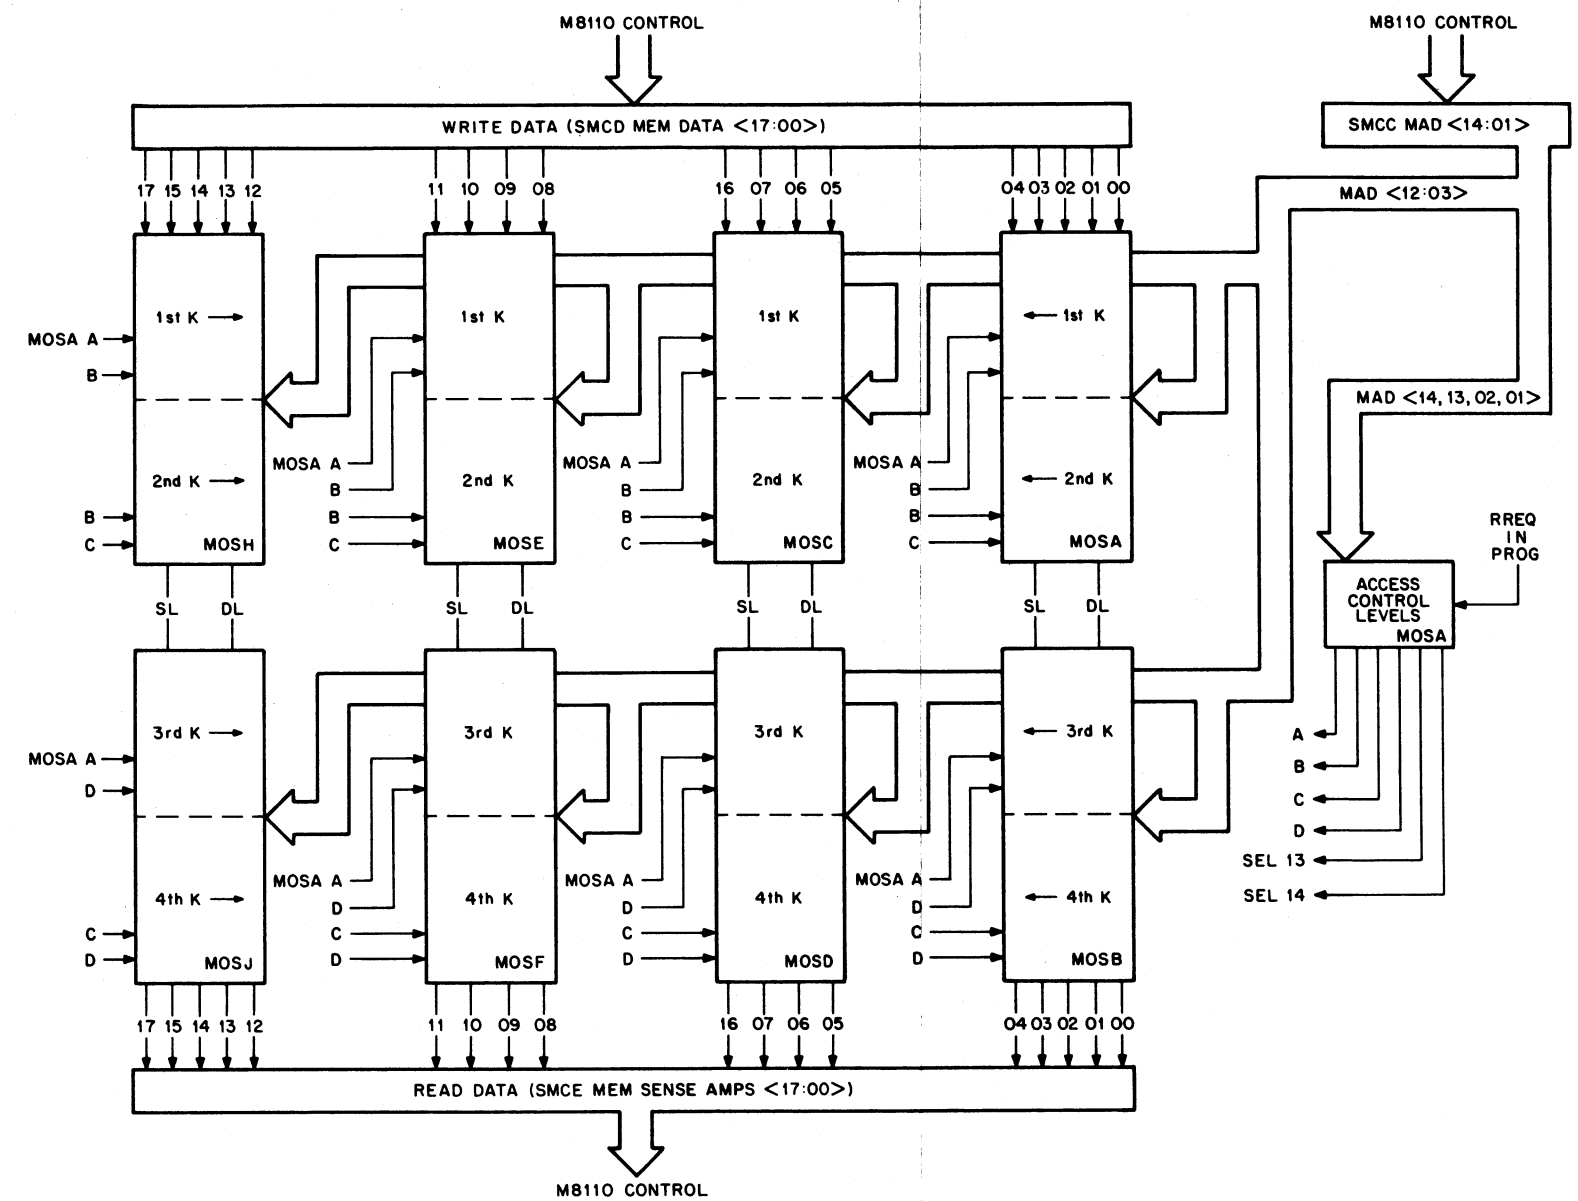 M8110 CONTROL
M8110 CONTROL
WRITE DATA (SMCD MEM DATA <17:00>)
SMCC MAD <14:01>
17 15 14 13 12
11 10 09 08
16 07 06 05
04 03 02 01 00
MAD <12:03>
1st K
1st K
1st K
1st K
MOSA A
B
MAD <14, 13, 02, 01>
MOSA A
MOSA A
MOSA A
2nd K
2nd K
2nd K
2nd K
B
B
B
B
B
B
B
C
C
C
C
MOSH
MOSE
MOSC
MOSA
RREQ
IN
PROG
ACCESS
CONTROL
LEVELS
MOSA
SL DL
SL DL
SL DL
SL DL
3rd K
3rd K
3rd K
3rd K
MOSA A
D
A
B
C
D
SEL 13
SEL 14
MOSA A
MOSA A
MOSA A
4th K
4th K
4th K
4th K
D
D
D
C
C
C
C
D
D
D
D
MOSJ
MOSF
MOSD
MOSB
17 15 14 13 12
11 10 09 08
16 07 06 05
04 03 02 01 00
READ DATA (SMCE MEM SENSE AMPS <17:00>)
M8110 CONTROL